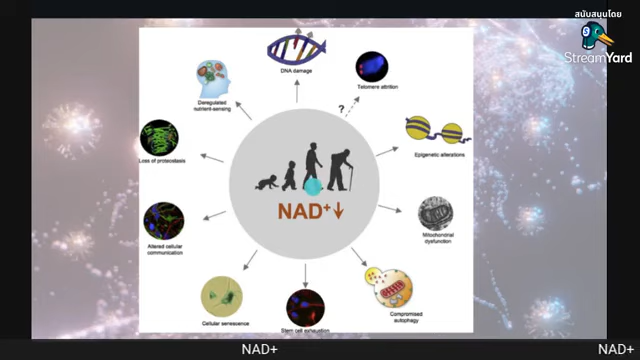 สนับสนุนโดย
StreamYard
DNA damage
Telomere attrition
?
Deregulated
nutrient-sensing
Epigenetic alterations
Loss of proteostasis
NAD+↓
Mitochondrial
dysfunction
Altered cellular
communication
Compromised
autophagy
Cellular senescence
Stem cell exhaustion
NAD+
NAD+